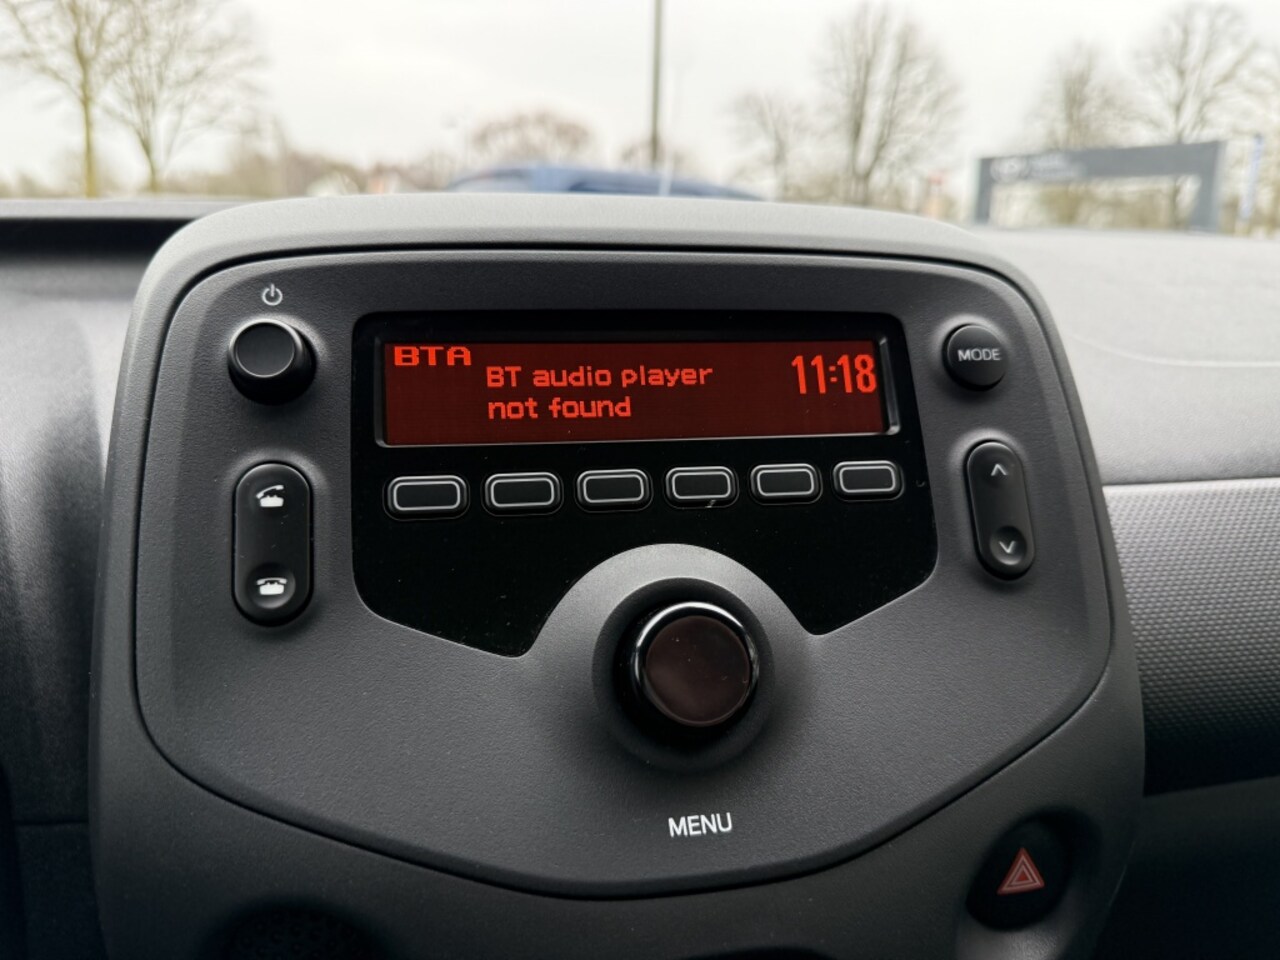 BTA
BT audio player
not found
11:18
MODE
MENU